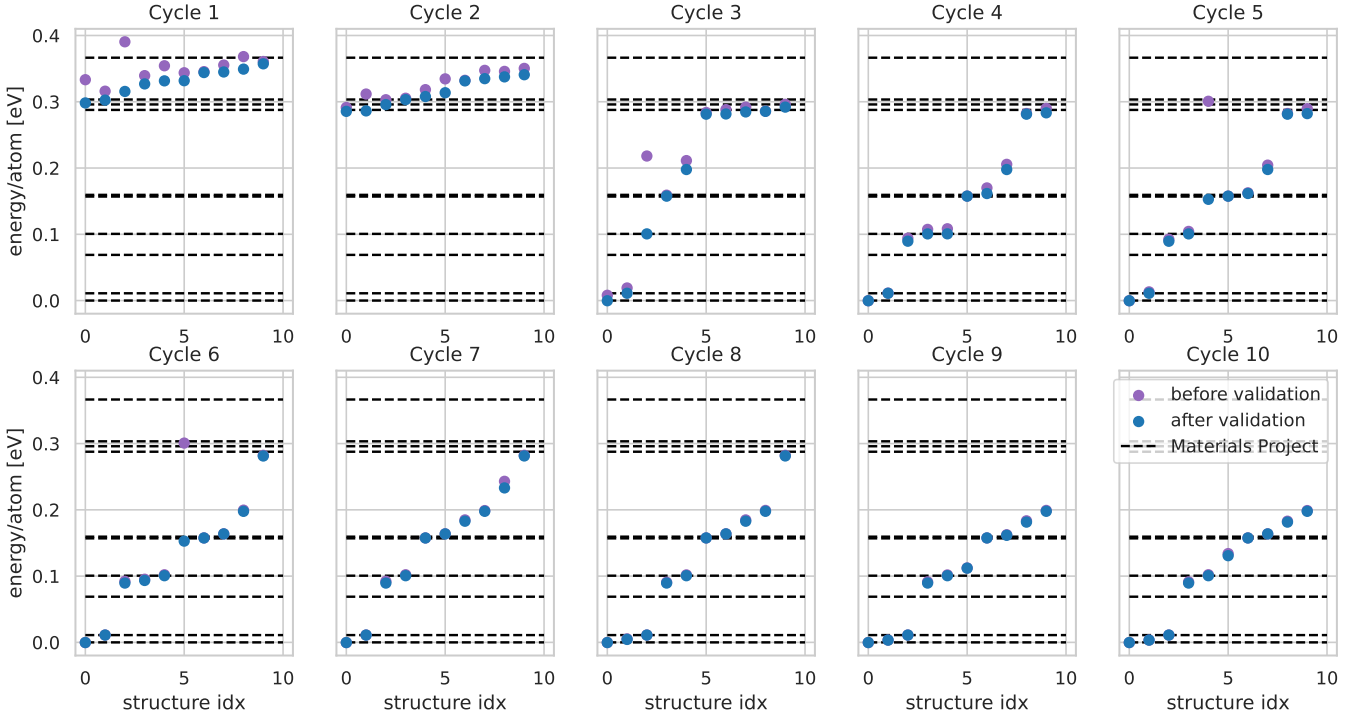 Cycle 1
Cycle 2
Cycle 3
Cycle 4
Cycle 5
energy/atom [eV]
0.4
0.3
0.2
0.1
0.0
0 5 10
0 5 10
0 5 10
0 5 10
0 5 10
Cycle 6
Cycle 7
Cycle 8
Cycle 9
Cycle 10
energy/atom [eV]
0.4
0.3
0.2
0.1
0.0
before validation
after validation
Materials Project
0 5 10
0 5 10
0 5 10
0 5 10
0 5 10
structure idx
structure idx
structure idx
structure idx
structure idx